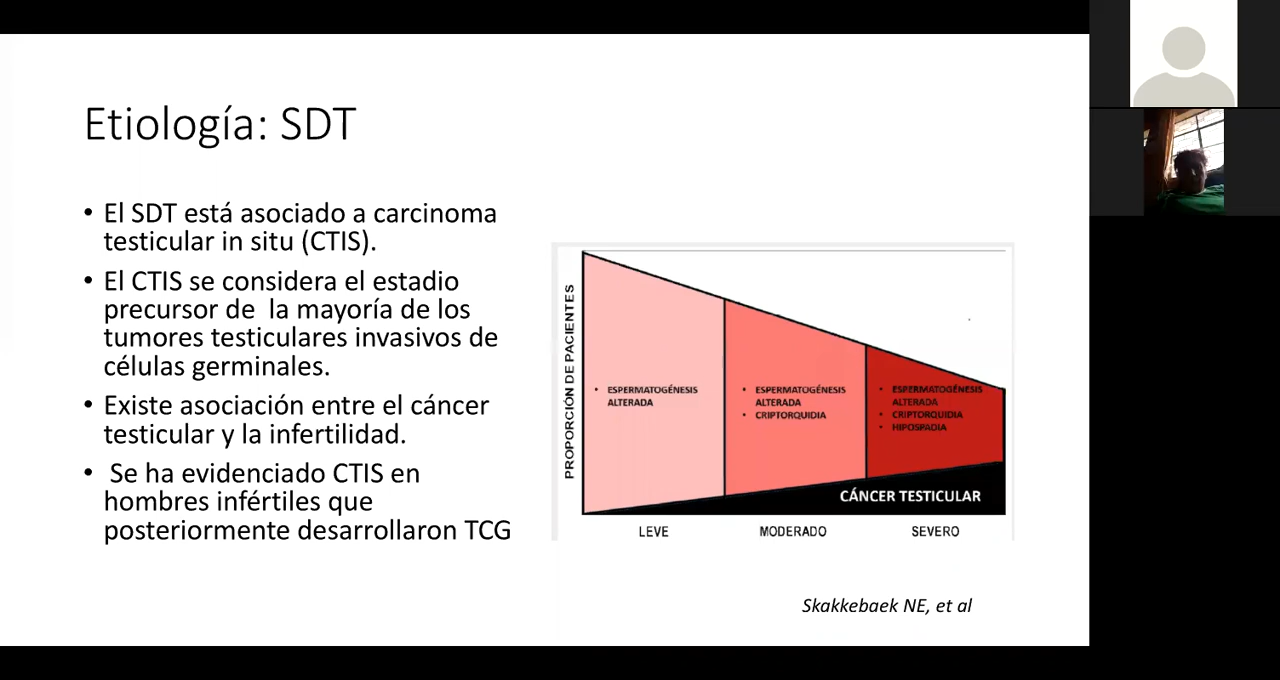 Etiología: SDT
• El SDT está asociado a carcinoma
testicular in situ (CTIS).
• El CTIS se considera el estadio
precursor de la mayoría de los
tumores testiculares invasivos de
células germinales.
• Existe asociación entre el cáncer
testicular y la infertilidad.
• Se ha evidenciado CTIS en
hombres infértiles que
posteriormente desarrollaron TCG
PROPORCIÓN DE PACIENTES
• ESPERMATOGÉNESIS
ALTERADA
• ESPERMATOGÉNESIS
ALTERADA
• CRIPTORQUIDIA
• ESPERMATOGÉNESIS
ALTERADA
• CRIPTORQUIDIA
• HIPOSPADIA
CÁNCER TESTICULAR
LEVE
MODERADO
SEVERO
Skakkebaek NE, et al